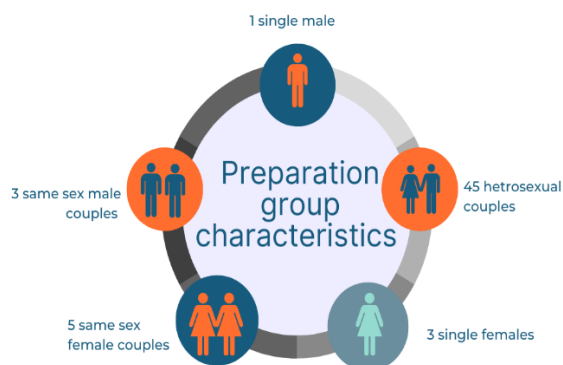 1 single male
3 same sex male
couples
Preparation
group
characteristics
45 hetrosexual
couples
5 same sex
female couples
3 single females